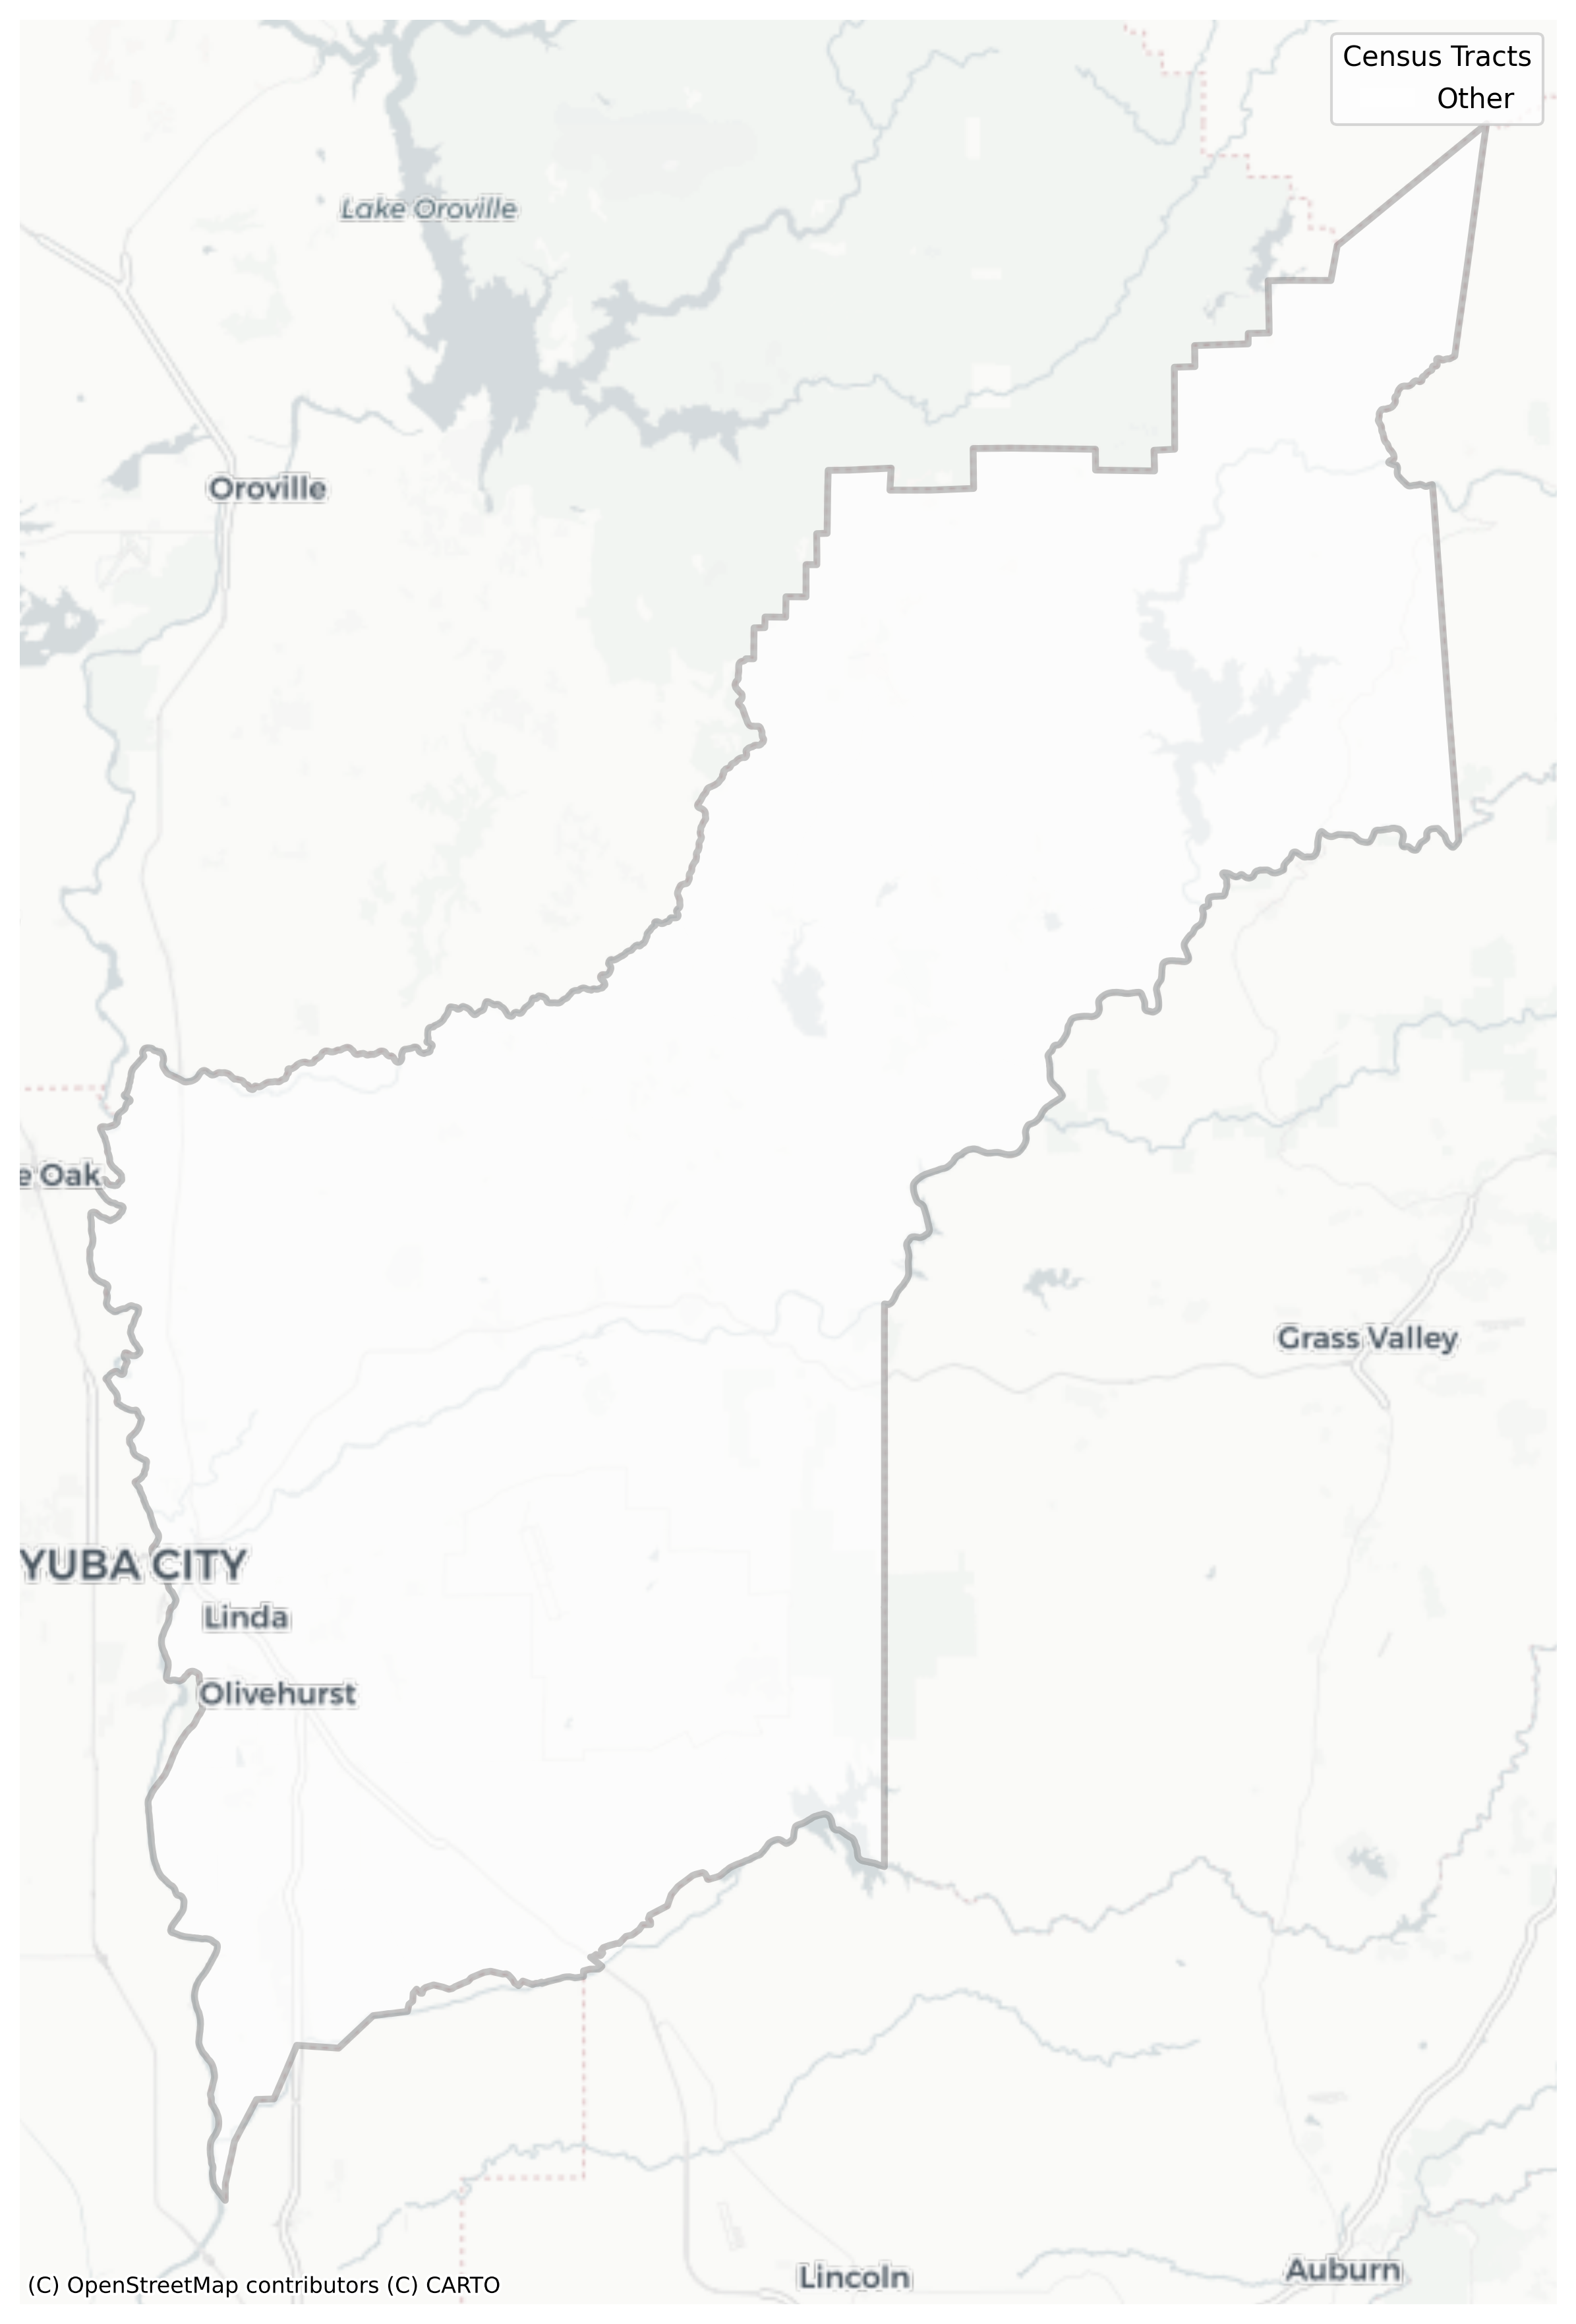 Census Tracts
Other
Lake Oroville
Oroville
e Oak
Grass Valley
YUBA CITY
Linda
Olivehurst
Lincoln
Auburn
(C) OpenStreetMap contributors (C) CARTO